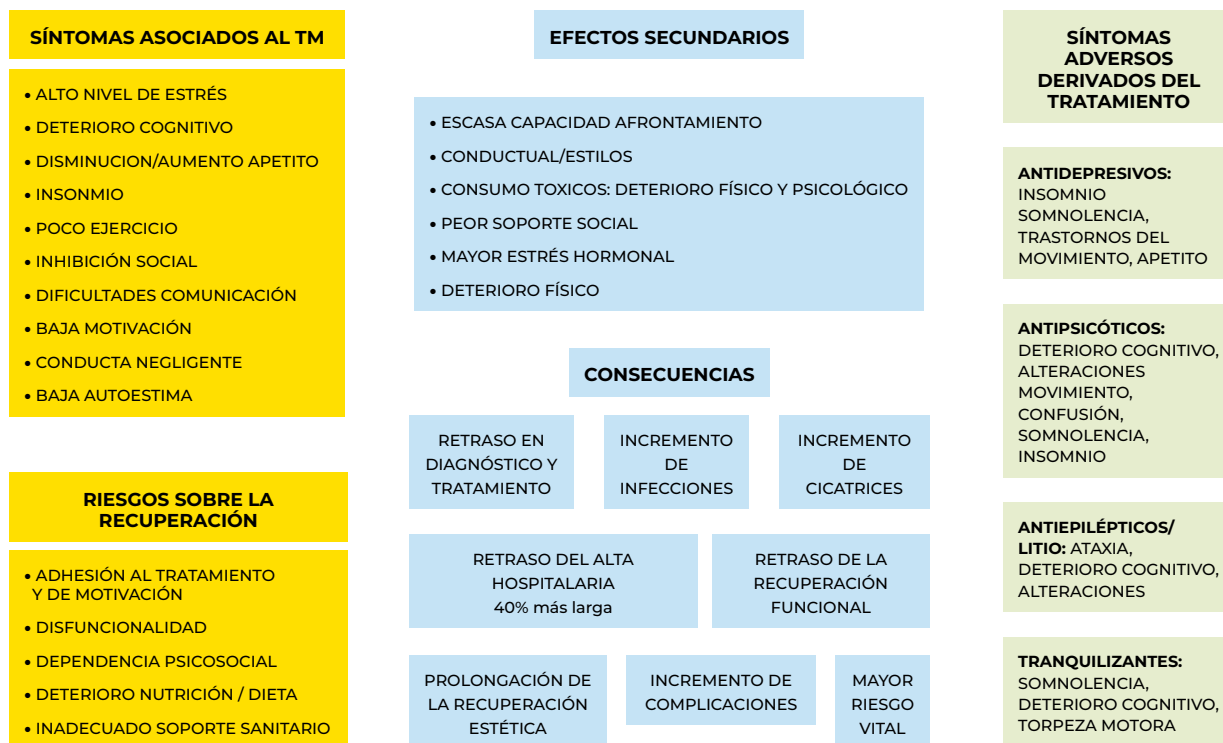 SÍNTOMAS ASOCIADOS AL TM
• ALTO NIVEL DE ESTRÉS
• DETERIORO COGNITIVO
• DISMINUCION/AUMENTO APETITO
• INSONMIO
• POCO EJERCICIO
• INHIBICIÓN SOCIAL
• DIFICULTADES COMUNICACIÓN
• BAJA MOTIVACIÓN
• CONDUCTA NEGLIGENTE
• BAJA AUTOESTIMA
RIESGOS SOBRE LA
RECUPERACIÓN
• ADHESIÓN AL TRATAMIENTO
Y DE MOTIVACIÓN
• DISFUNCIONALIDAD
• DEPENDENCIA PSICOSOCIAL
• DETERIORO NUTRICIÓN / DIETA
• INADECUADO SOPORTE SANITARIO
EFECTOS SECUNDARIOS
• ESCASA CAPACIDAD AFRONTAMIENTO
• CONDUCTUAL/ESTILOS
• CONSUMO TOXICOS: DETERIORO FÍSICO Y PSICOLÓGICO
• PEOR SOPORTE SOCIAL
• MAYOR ESTRÉS HORMONAL
• DETERIORO FÍSICO
CONSECUENCIAS
RETRASO EN
DIAGNÓSTICO Y
TRATAMIENTO
INCREMENTO
DE
INFECCIONES
INCREMENTO
DE
CICATRICES
RETRASO DEL ALTA
HOSPITALARIA
40% más larga
RETRASO DE LA
RECUPERACIÓN
FUNCIONAL
PROLONGACIÓN DE
LA RECUPERACIÓN
ESTÉTICA
INCREMENTO DE
COMPLICACIONES
MAYOR
RIESGO
VITAL
SÍNTOMAS
ADVERSOS
DERIVADOS DEL
TRATAMIENTO
ANTIDEPRESIVOS:
INSOMNIO
SOMNOLENCIA,
TRASTORNOS DEL
MOVIMIENTO, APETITO
ANTIPSICÓTICOS:
DETERIORO COGNITIVO,
ALTERACIONES
MOVIMIENTO,
CONFUSIÓN,
SOMNOLENCIA,
INSOMNIO
ANTIEPILÉPTICOS/
LITIO: ATAXIA,
DETERIORO COGNITIVO,
ALTERACIONES
TRANQUILIZANTES:
SOMNOLENCIA,
DETERIORO COGNITIVO,
TORPEZA MOTORA